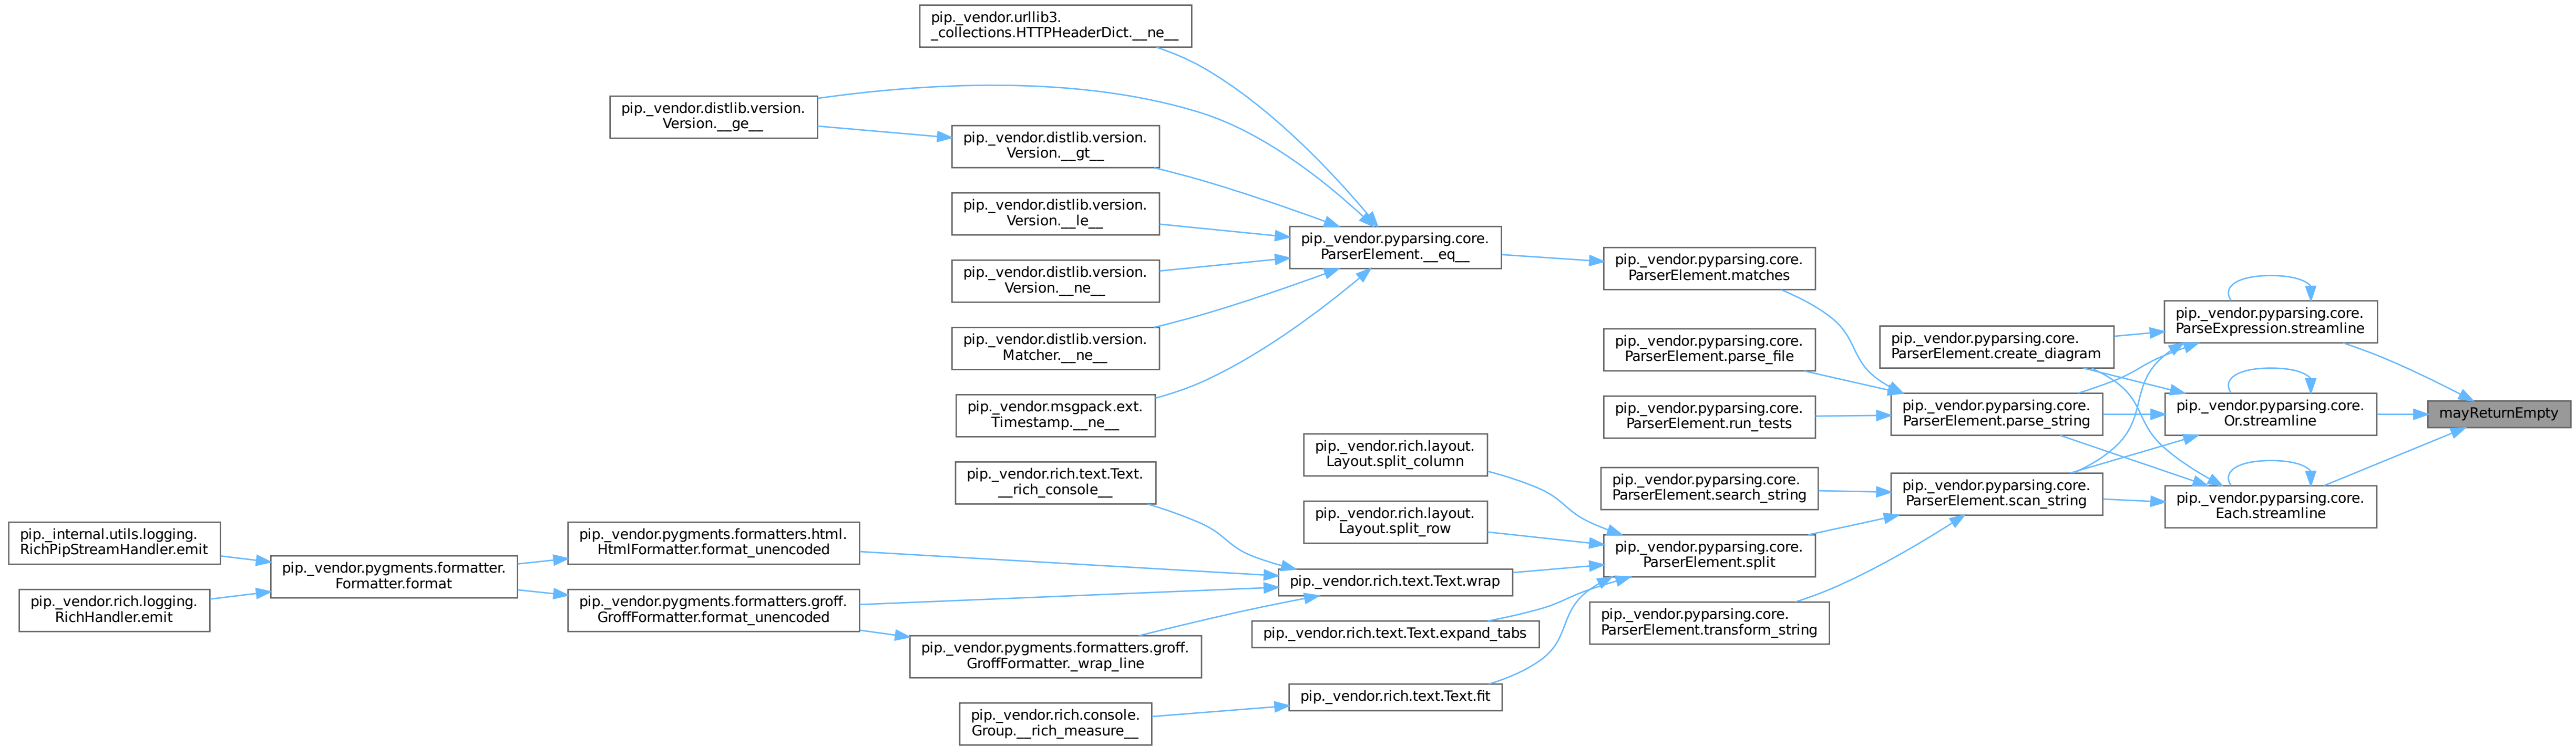 pip._vendor.urllib3.
_collections.HTTPHeaderDict.__ne__
pip._vendor.distlib.version.
Version.__ge__
pip._vendor.distlib.version.
Version.__gt__
pip._vendor.distlib.version.
Version.__le__
pip._vendor.distlib.version.
Version.__ne__
pip._vendor.distlib.version.
Matcher.__ne__
pip._vendor.msgpack.ext.
Timestamp.__ne__
pip._vendor.pyparsing.core.
ParserElement.__eq__
pip._vendor.pyparsing.core.
ParserElement.matches
pip._vendor.pyparsing.core.
ParserElement.parse_file
pip._vendor.pyparsing.core.
ParserElement.run_tests
pip._vendor.pyparsing.core.
ParserElement.search_string
pip._vendor.pyparsing.core.
ParserElement.split
pip._vendor.pyparsing.core.
ParserElement.transform_string
pip._vendor.pyparsing.core.
ParserElement.create_diagram
pip._vendor.pyparsing.core.
ParserElement.parse_string
pip._vendor.pyparsing.core.
ParserElement.scan_string
pip._vendor.pyparsing.core.
ParseExpression.streamline
pip._vendor.pyparsing.core.
Or.streamline
pip._vendor.pyparsing.core.
Each.streamline
mayReturnEmpty
pip._vendor.rich.layout.
Layout.split_column
pip._vendor.rich.layout.
Layout.split_row
pip._vendor.rich.text.Text.wrap
pip._vendor.rich.text.Text.expand_tabs
pip._vendor.rich.text.Text.fit
pip._vendor.rich.text.Text.
__rich_console__
pip._vendor.pygments.formatters.html.
HtmlFormatter.format_unencoded
pip._vendor.pygments.formatters.groff.
GroffFormatter.format_unencoded
pip._vendor.pygments.formatters.groff.
GroffFormatter._wrap_line
pip._vendor.rich.console.
Group.__rich_measure__
pip._vendor.pygments.formatter.
Formatter.format
pip._internal.utils.logging.
RichPipStreamHandler.emit
pip._vendor.rich.logging.
RichHandler.emit